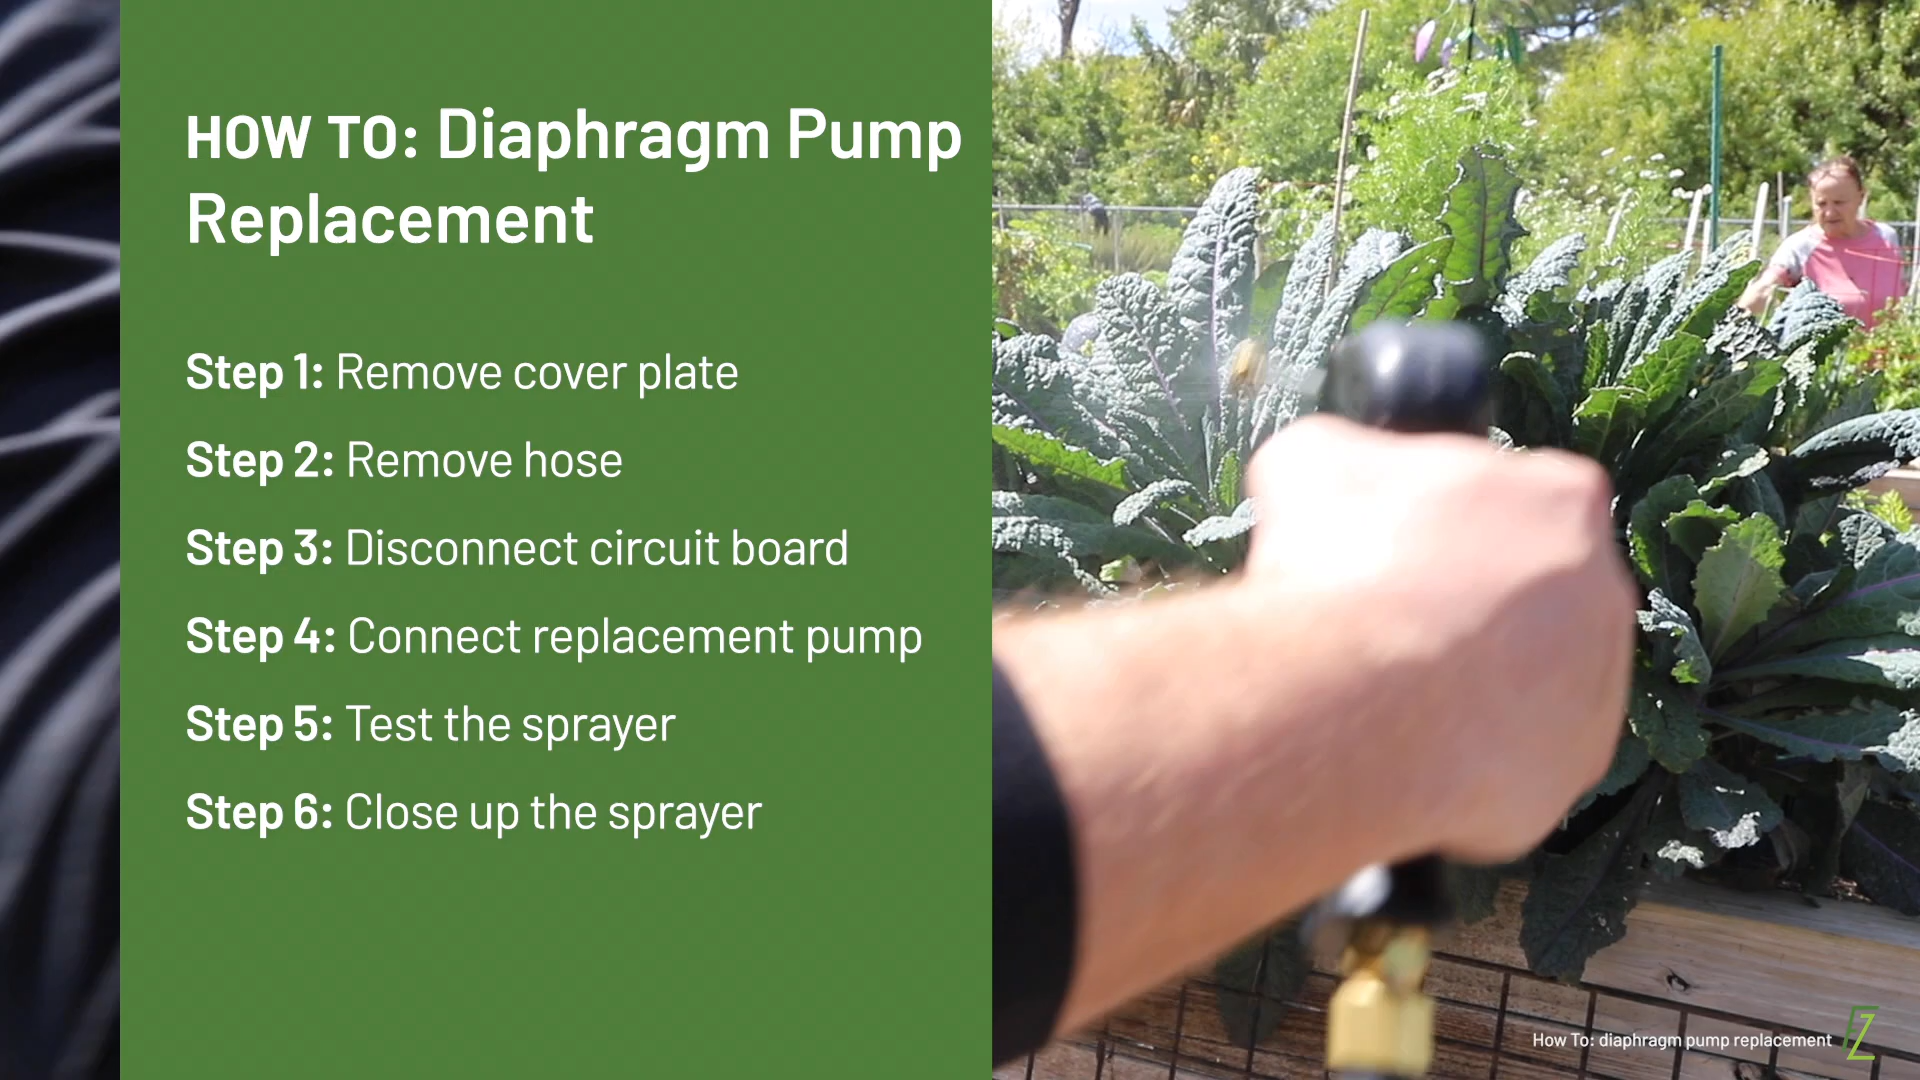 HOW TO: Diaphragm Pump
Replacement
Step 1: Remove cover plate
Step 2: Remove hose
Step 3: Disconnect circuit board
Step 4: Connect replacement pump
Step 5: Test the sprayer
Step 6: Close up the sprayer
How To: diaphragm pump replacement